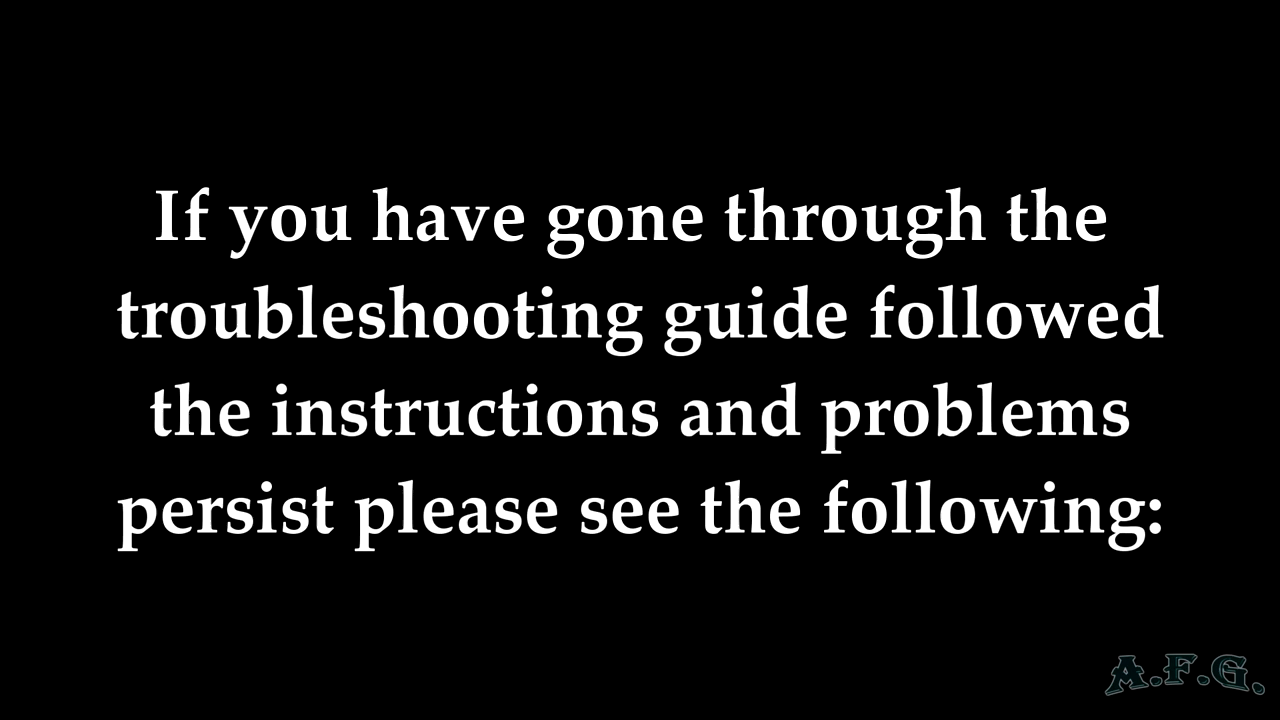 If you have gone through the
troubleshooting guide followed
the instructions and problems
persist please see the following:
A.F.G.